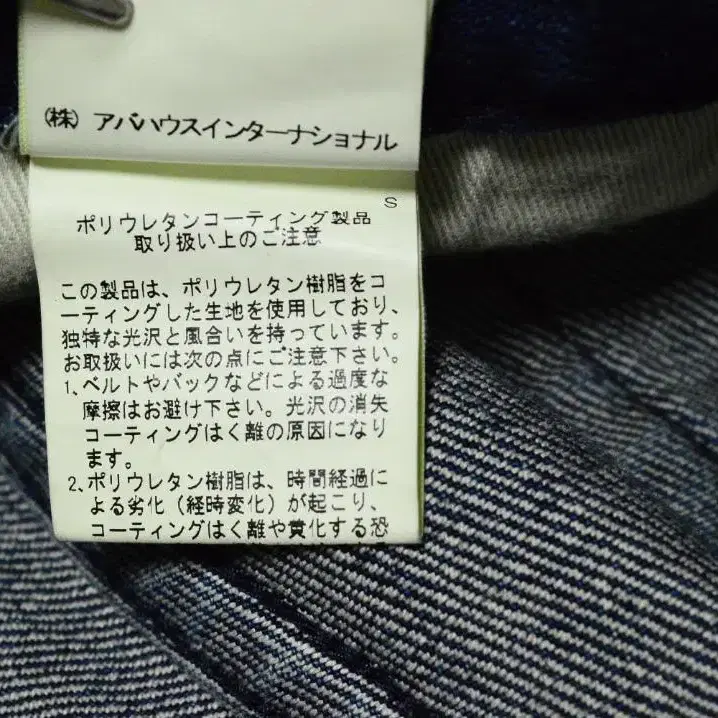 (株) アバハウスインターナショナル
S
ポリウレタンコーティング製品
取り扱い上のご注意
この製品は、ポリウレタン樹脂をコ
ーティングした生地を使用しており、
独特な光沢と風合いを持っています。
お取扱いには次の点にご注意下さい。
1、ベルトやバックなどによる過度な
摩擦はお避け下さい。光沢の消失
コーティングはく離の原因になり
ます。
2、ポリウレタン樹脂は、時間経過に
よる劣化（経時変化）が起こり、
コーティングはく離や黄化する恐